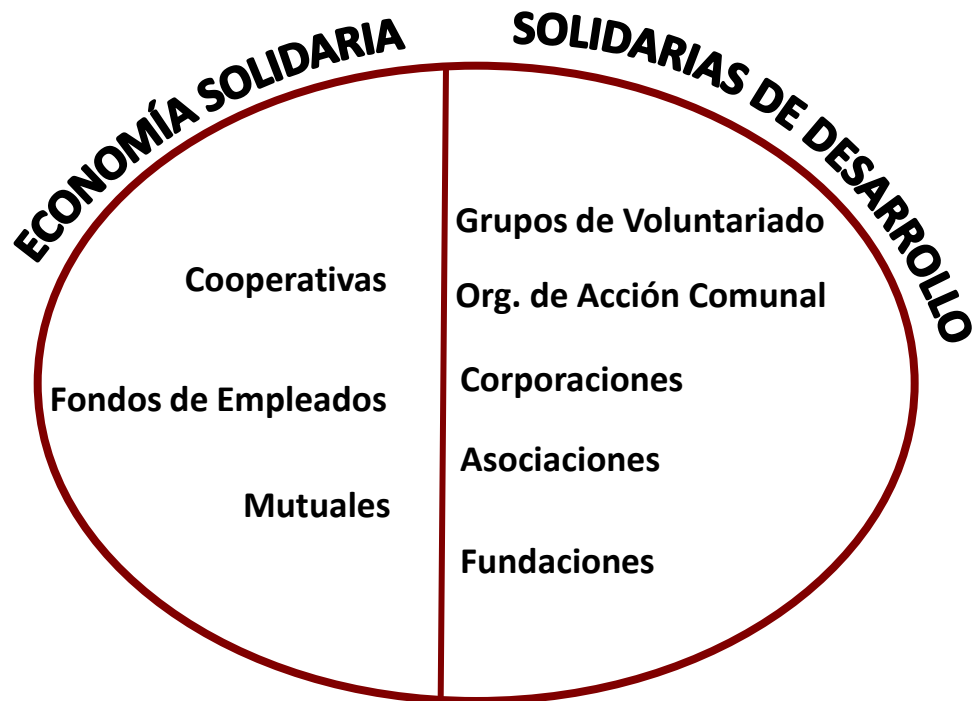 ECONOMÍA SOLIDARIA
Cooperativas
Fondos de Empleados
Mutuales
SOLIDARIAS DE DESARROLLO
Grupos de Voluntariado
Org. de Acción Comunal
Corporaciones
Asociaciones
Fundaciones